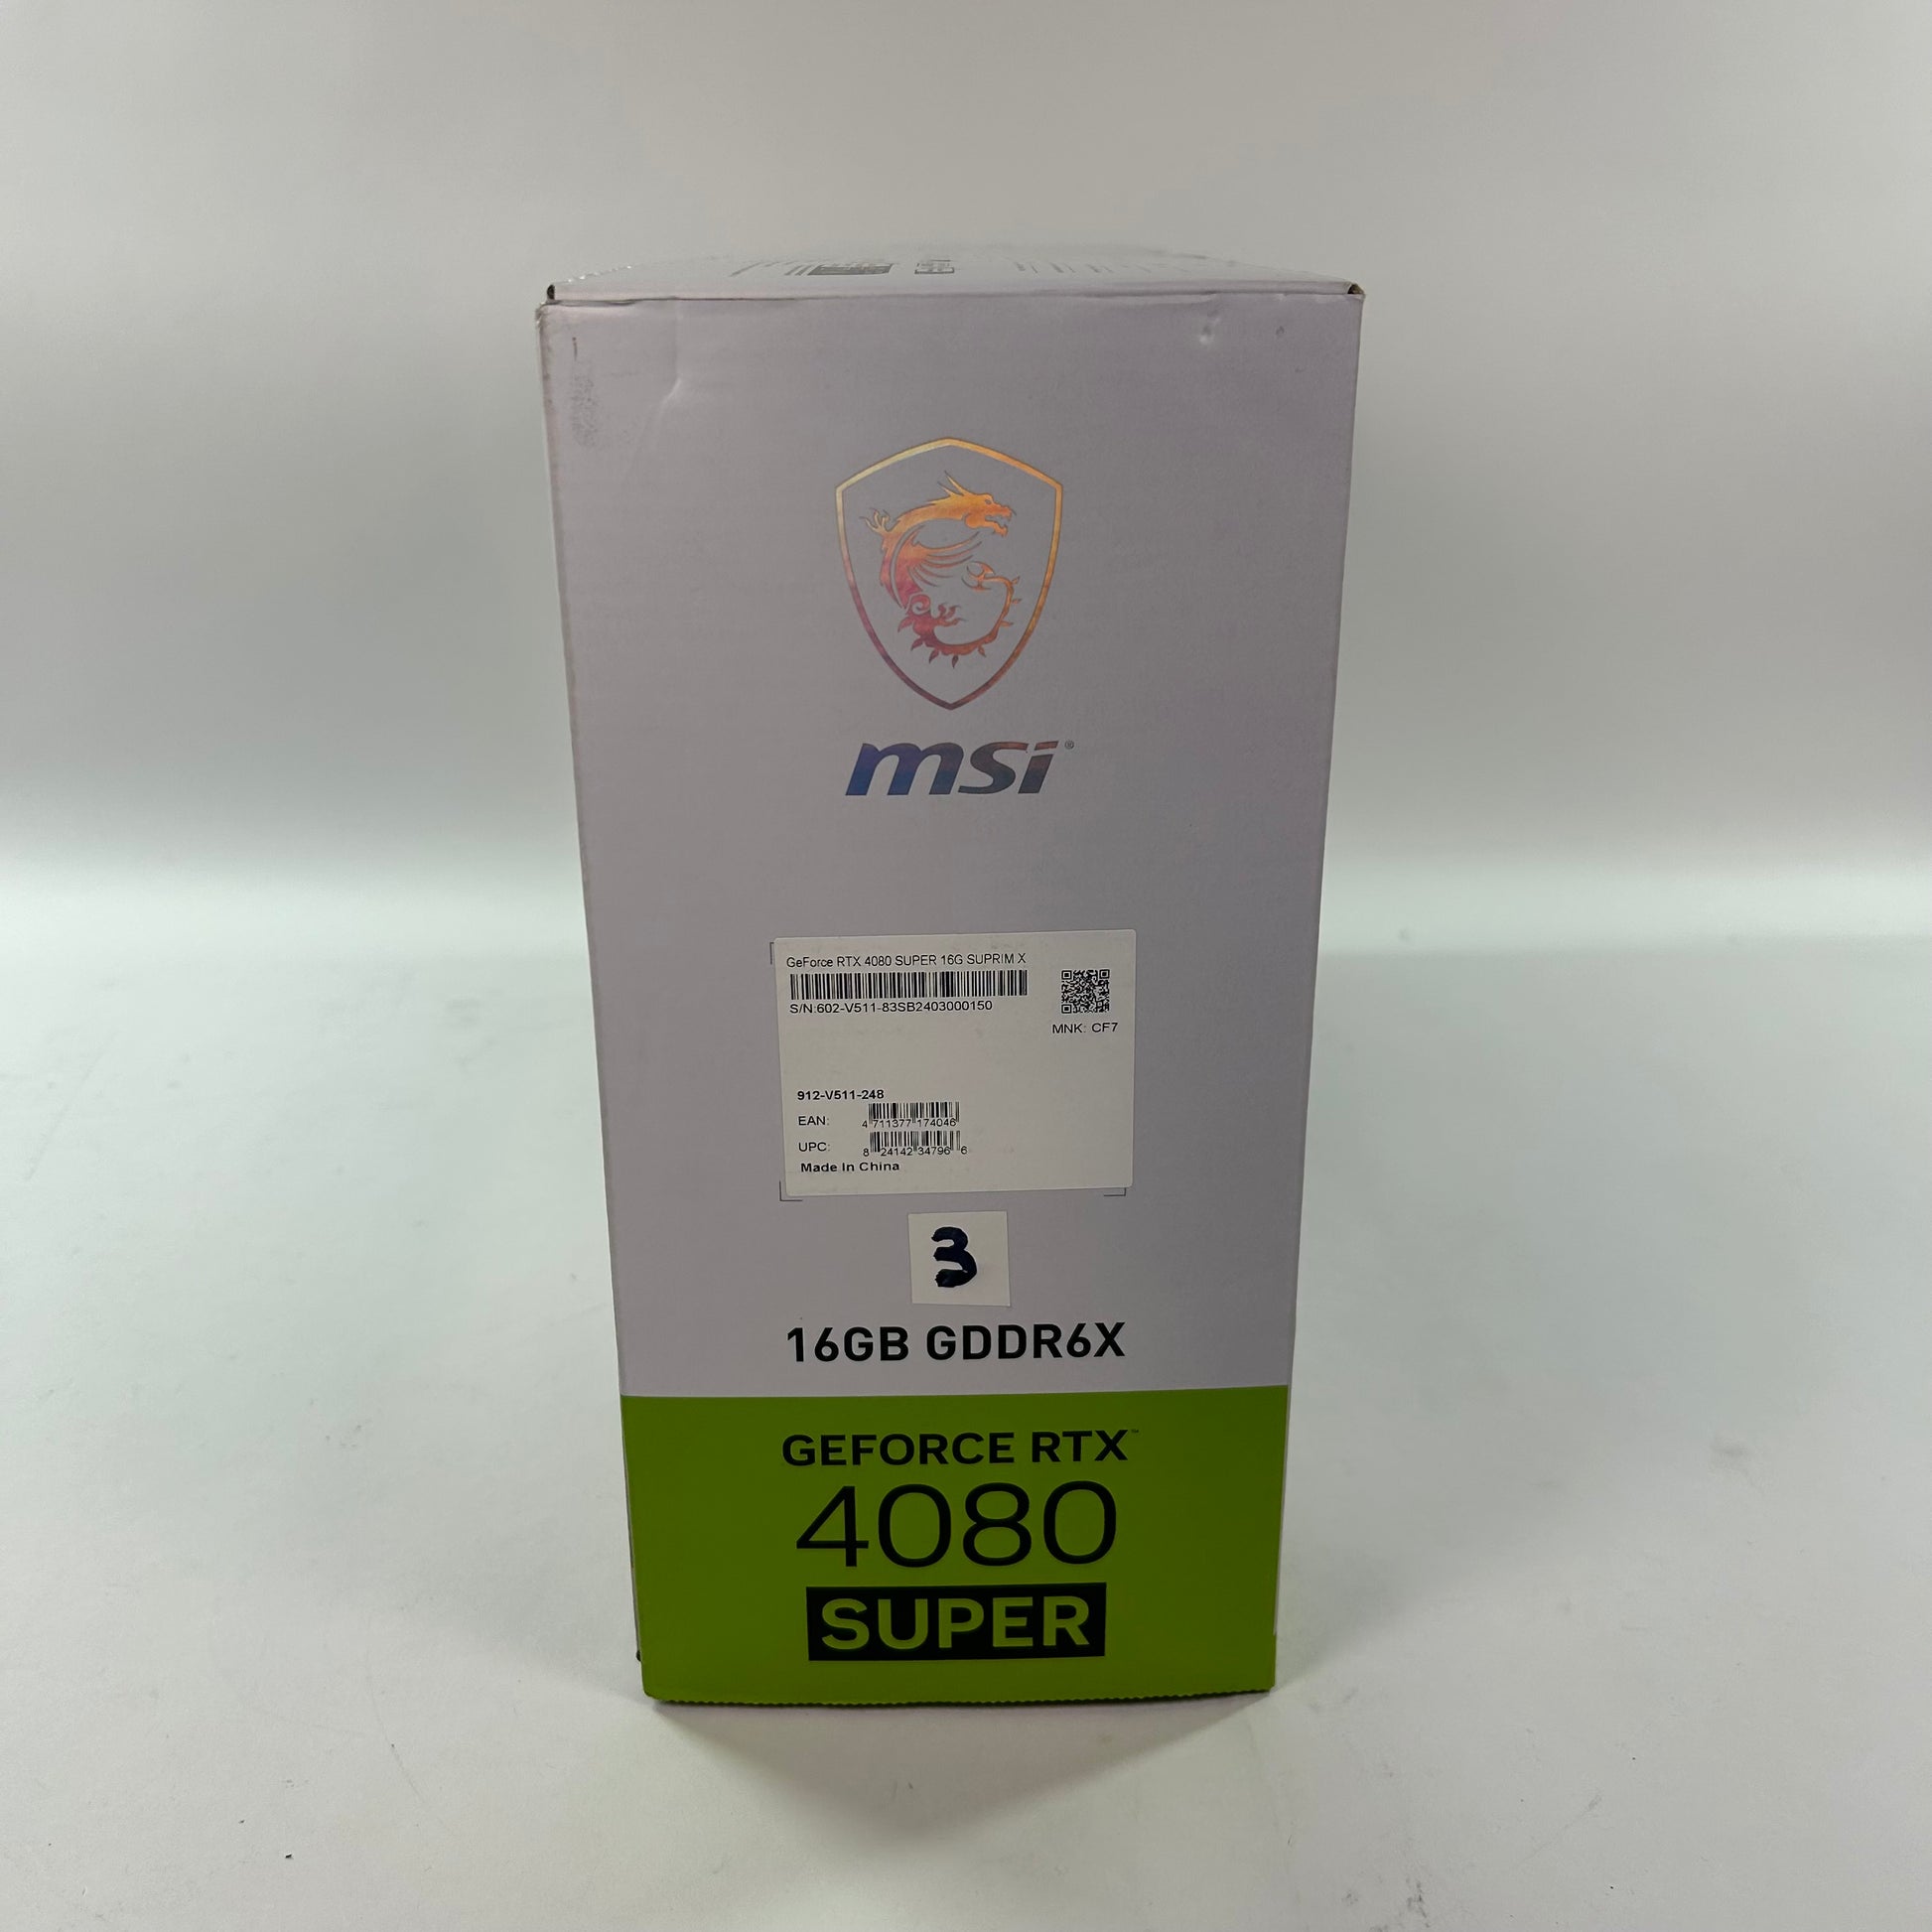 msi®
GeForce RTX 4080 SUPER 16G SUPRIM X
S/N:602-V511-83SB2403000150
MNK: CF7
912-V511-248
EAN: 4 711377 174046
UPC: 8 24142 34796 6
Made In China
3
16GB GDDR6X
GEFORCE RTX™
4080
SUPER